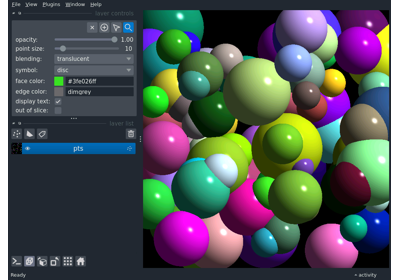 File View Plugins Window Help
layer controls
opacity: 1.00
point size: 10
blending: translucent
symbol: disc
face color: #3fe026ff
edge color: dimgrey
display text:
out of slice:
layer list
pts
Ready
activity